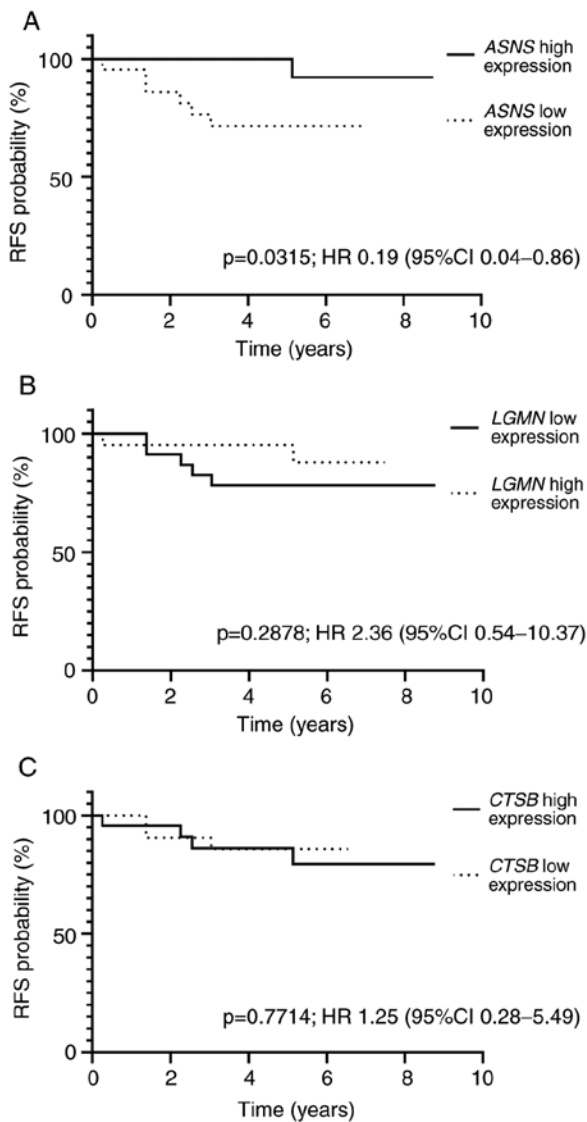 A
100
50
0
RFS probability (%)
ASNS high
expression
ASNS low
expression
p=0.0315; HR 0.19 (95%CI 0.04–0.86)
0 2 4 6 8 10
Time (years)
B
100
50
0
RFS probability (%)
LGMN low
expression
LGMN high
expression
p=0.2878; HR 2.36 (95%CI 0.54–10.37)
0 2 4 6 8 10
Time (years)
C
100
50
0
RFS probability (%)
CTSB high
expression
CTSB low
expression
p=0.7714; HR 1.25 (95%CI 0.28–5.49)
0 2 4 6 8 10
Time (years)